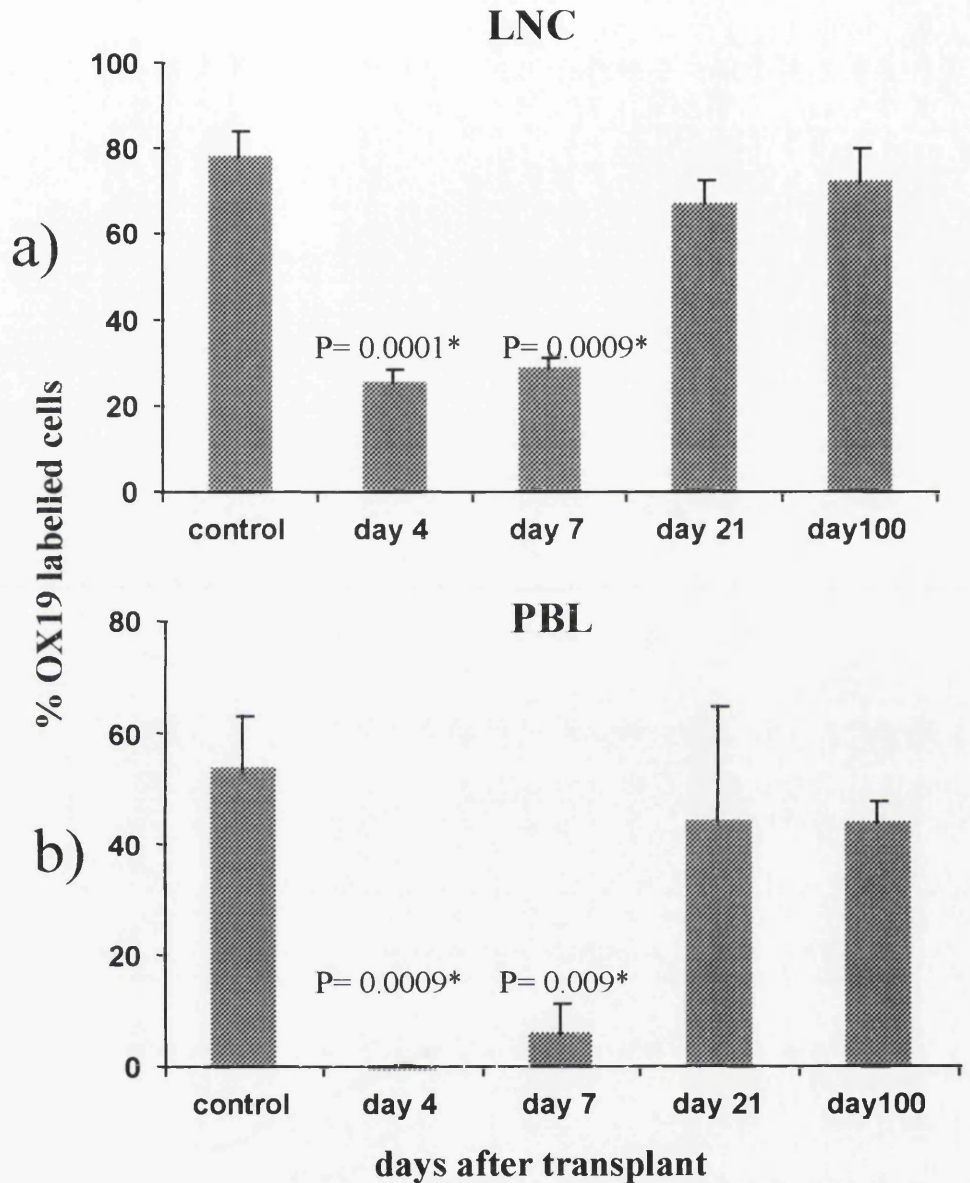 LNC
a)
% OX19 labelled cells
100
80
60
40
20
0
P= 0.0001*
P= 0.0009*
control
day 4
day 7
day 21
day100
PBL
b)
80
60
40
20
0
P= 0.0009*
P= 0.009*
control
day 4
day 7
day 21
day100
days after transplant